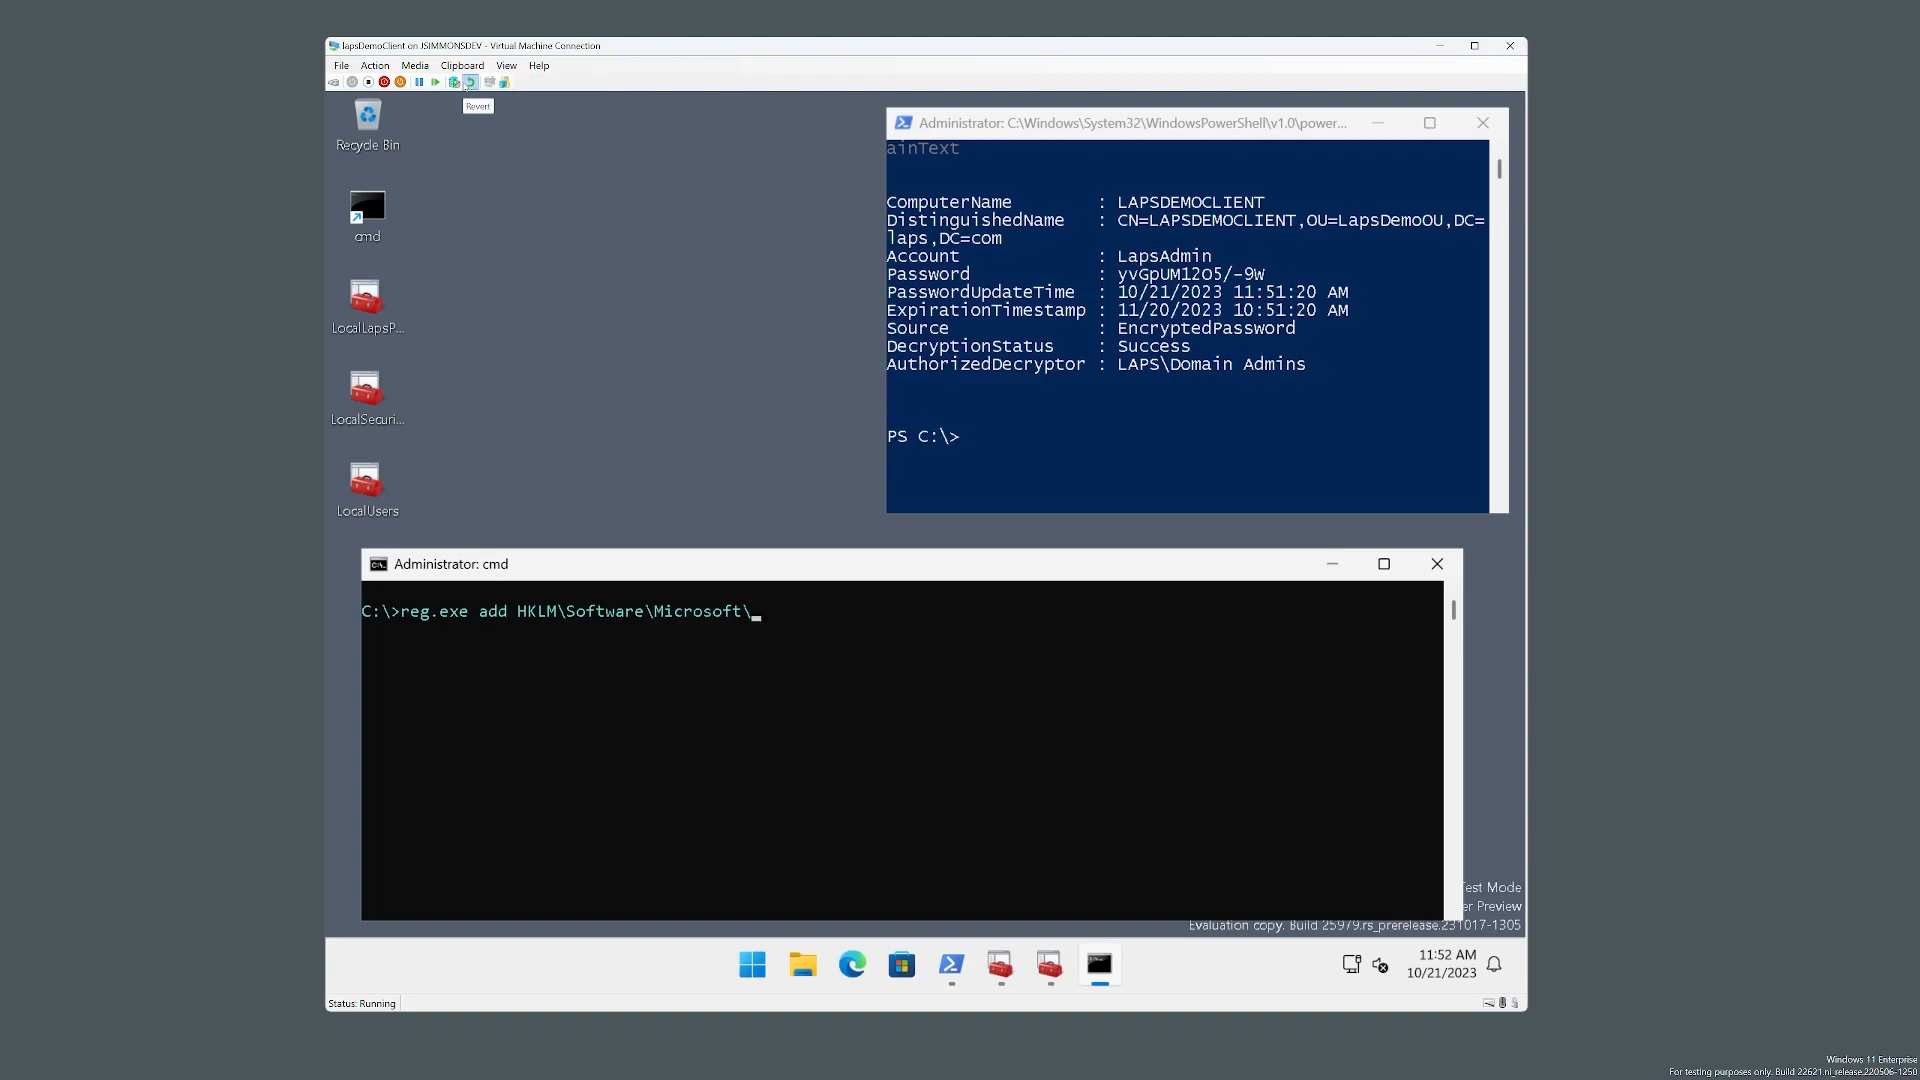 lapsDemoClient on JSIMMONSDEV - Virtual Machine Connection
File Action Media Clipboard View Help
Revert
Recycle Bin
cmd
LocalLapsP...
LocalSecuri...
LocalUsers
Administrator: C:\Windows\System32\WindowsPowerShell\v1.0\power...
ainText
ComputerName : LAPSDEMOCLIENT
DistinguishedName : CN=LAPSDEMOCLIENT,OU=LapsDemoOU,DC=
laps,DC=com
Account : LapsAdmin
Password : yvGpUM12O5/-9W
PasswordUpdateTime : 10/21/2023 11:51:20 AM
ExpirationTimestamp : 11/20/2023 10:51:20 AM
Source : EncryptedPassword
DecryptionStatus : Success
AuthorizedDecryptor : LAPS\Domain Admins
PS C:\>
Administrator: cmd
C:\>reg.exe add HKLM\Software\Microsoft\_
Test Mode
er Preview
Evaluation copy. Build 25979.rs_prerelease.231017-1305
11:52 AM
10/21/2023
Status: Running
Windows 11 Enterprise
For testing purposes only. Build 22621.ni_release.220506-1250